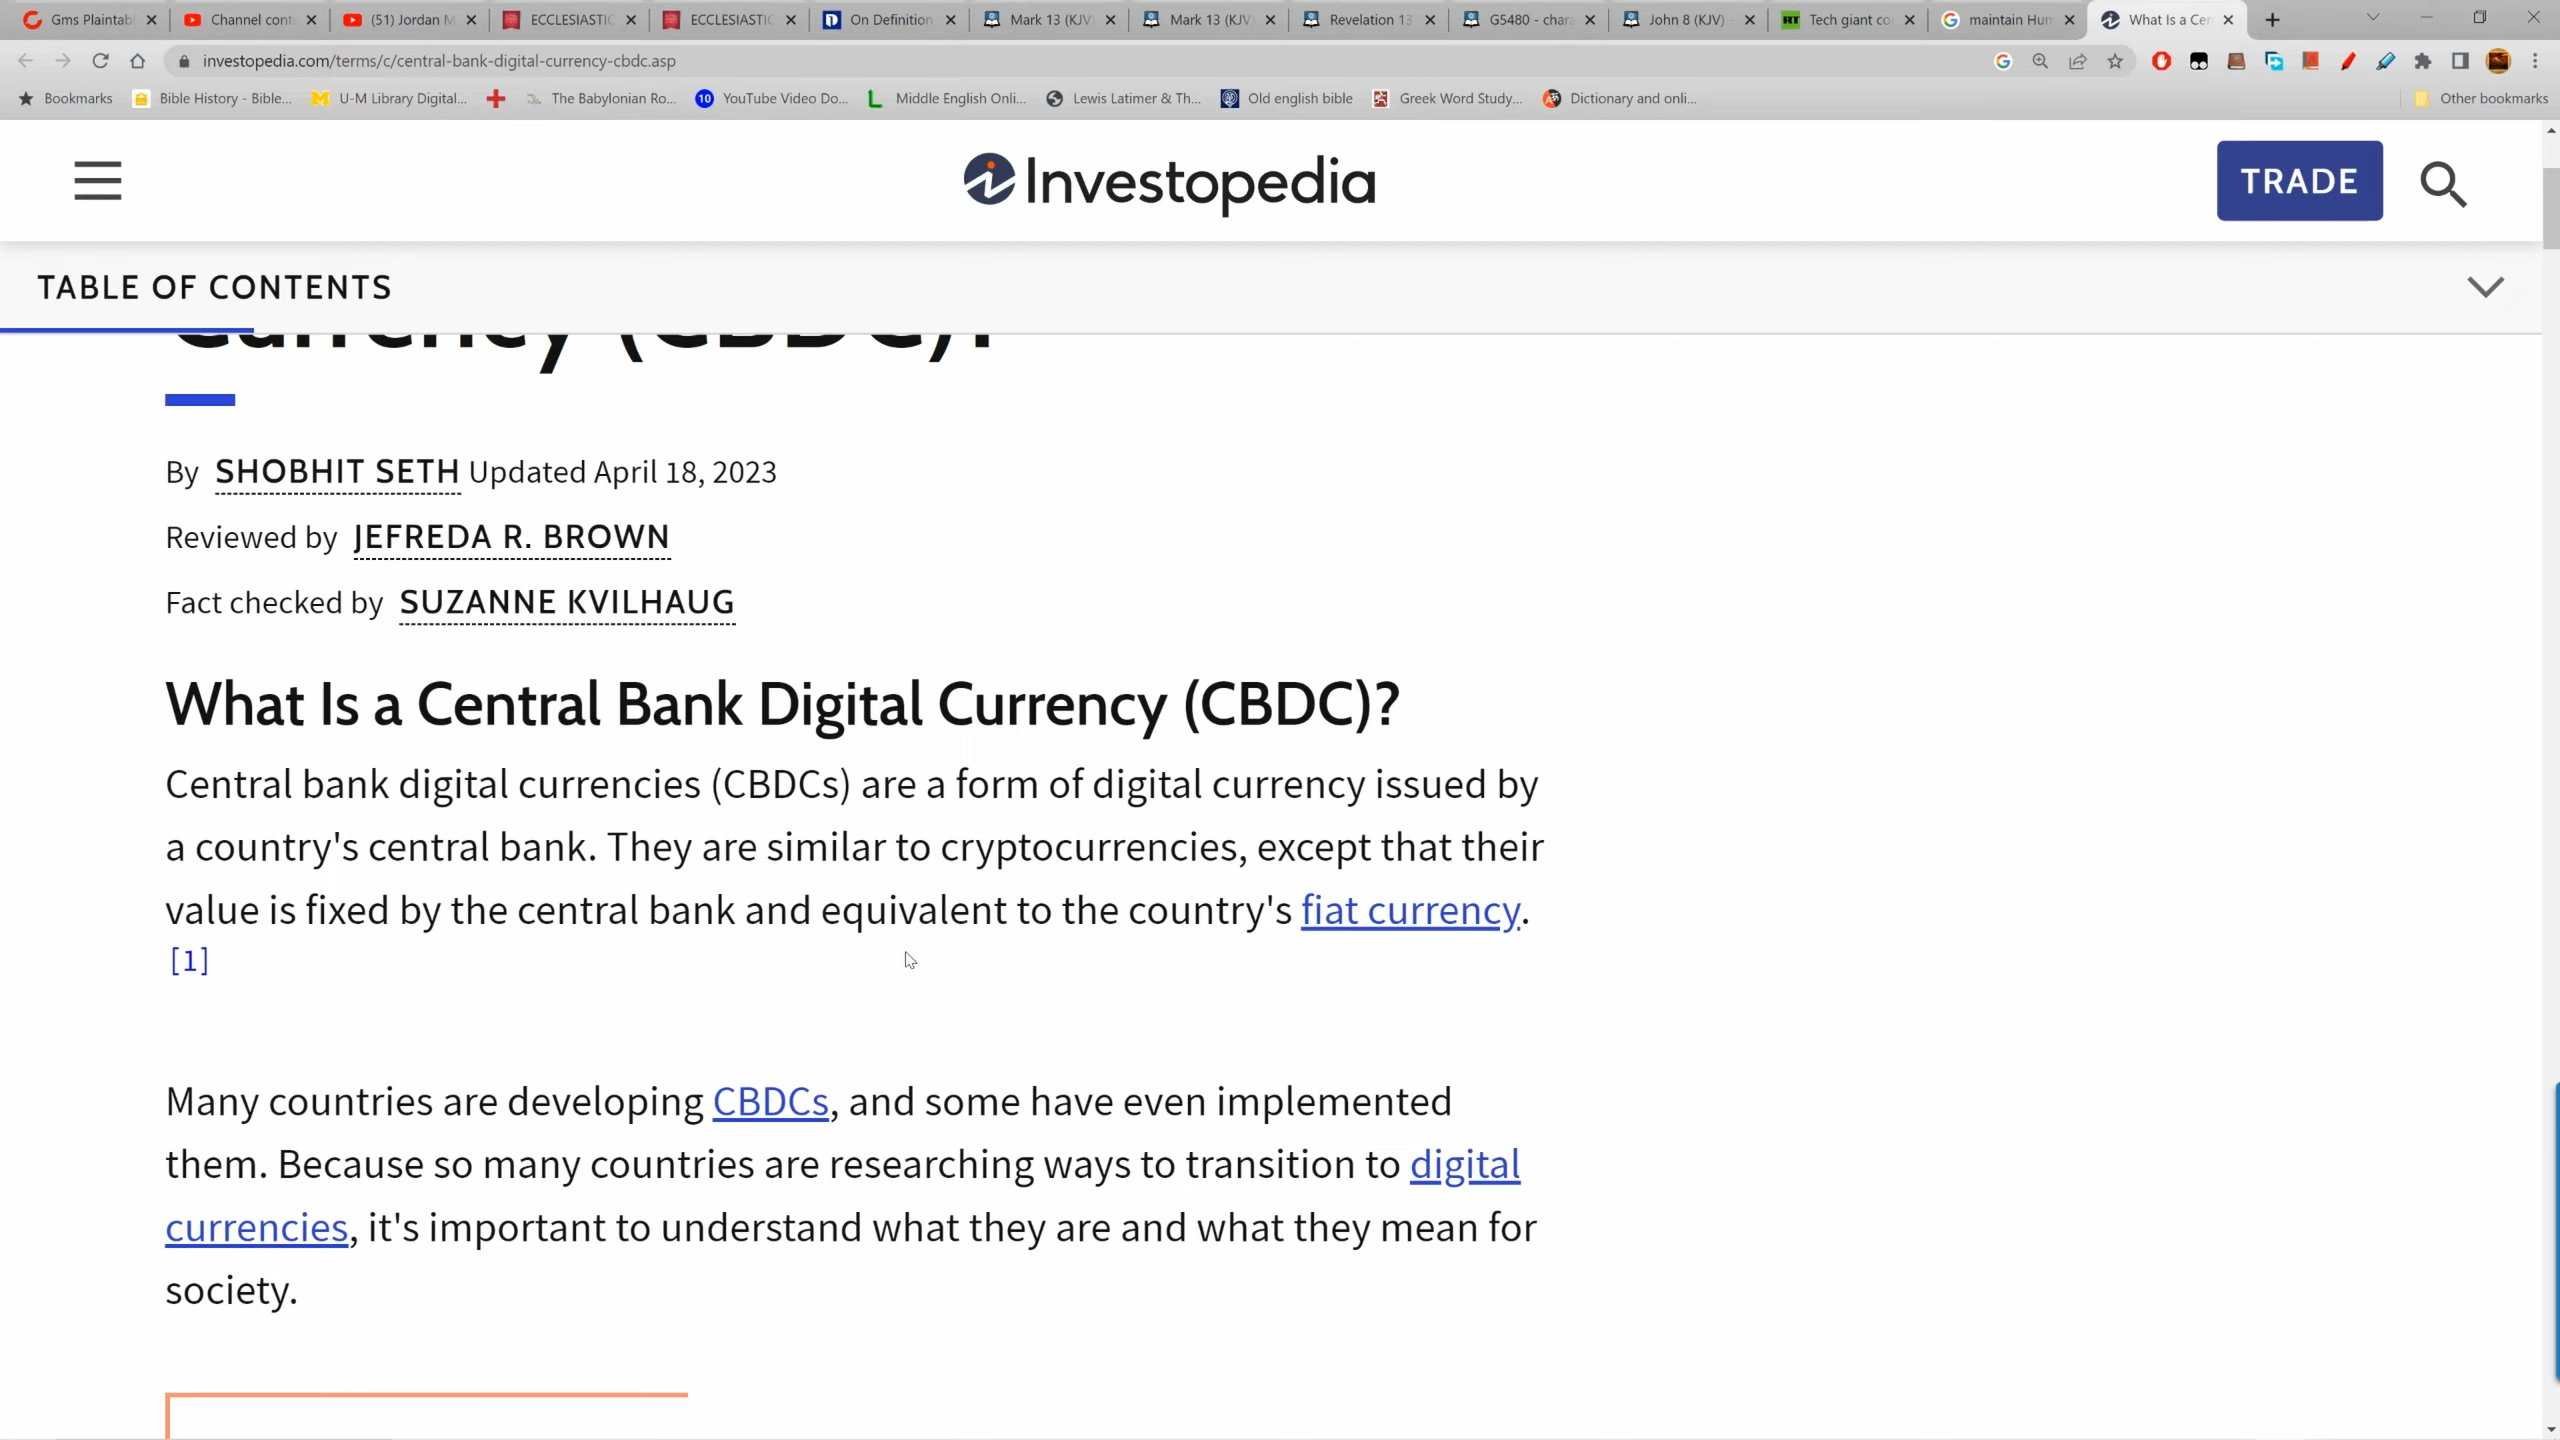 Gms Plaintab
Channel cont
(51) Jordan M
ECCLESIASTIC
ECCLESIASTIC
On Definition
Mark 13 (KJV)
Mark 13 (KJV)
Revelation 13
G5480 - chara
John 8 (KJV) -
RT Tech giant co
maintain Hum
What Is a Cen
investopedia.com/terms/c/central-bank-digital-currency-cbdc.asp
Bookmarks
Bible History - Bible...
U-M Library Digital...
The Babylonian Ro...
10 YouTube Video Do...
Middle English Onli...
Lewis Latimer & Th...
Old english bible
Greek Word Study...
Dictionary and onli...
Other bookmarks
Investopedia
TRADE
TABLE OF CONTENTS
Currency (CBDC)?
By SHOBHIT SETH Updated April 18, 2023
Reviewed by JEFREDA R. BROWN
Fact checked by SUZANNE KVILHAUG
What Is a Central Bank Digital Currency (CBDC)?
Central bank digital currencies (CBDCs) are a form of digital currency issued by
a country's central bank. They are similar to cryptocurrencies, except that their
value is fixed by the central bank and equivalent to the country's fiat currency.
[1]
Many countries are developing CBDCs, and some have even implemented
them. Because so many countries are researching ways to transition to digital
currencies, it's important to understand what they are and what they mean for
society.